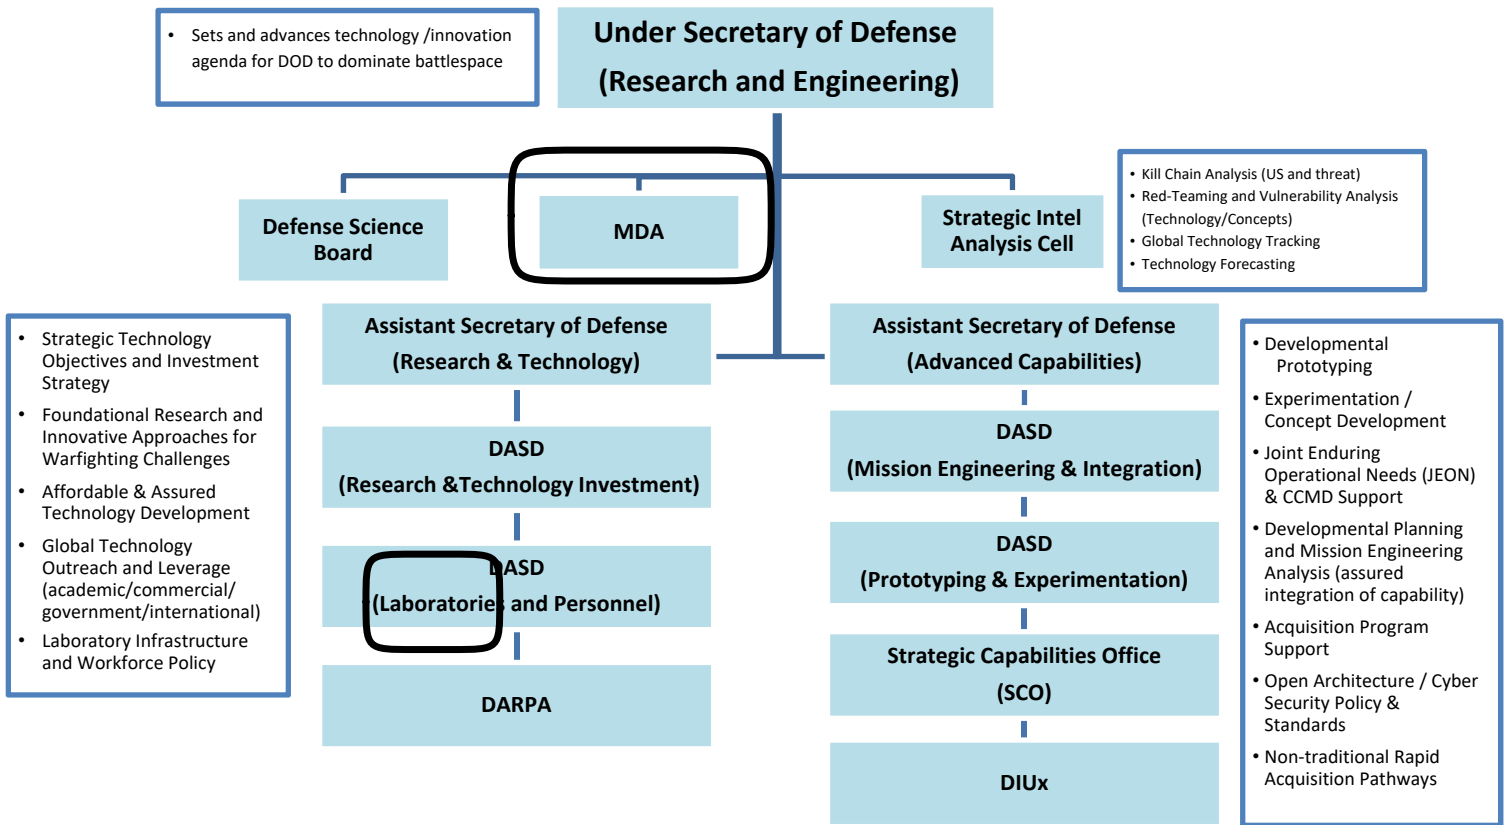 • Sets and advances technology /innovation
agenda for DOD to dominate battlespace
Under Secretary of Defense
(Research and Engineering)
Defense Science
Board
MDA
Strategic Intel
Analysis Cell
• Kill Chain Analysis (US and threat)
• Red-Teaming and Vulnerability Analysis
(Technology/Concepts)
• Global Technology Tracking
• Technology Forecasting
• Strategic Technology
Objectives and Investment
Strategy
• Foundational Research and
Innovative Approaches for
Warfighting Challenges
• Affordable & Assured
Technology Development
• Global Technology
Outreach and Leverage
(academic/commercial/
government/international)
• Laboratory Infrastructure
and Workforce Policy
Assistant Secretary of Defense
(Research & Technology)
DASD
(Research &Technology Investment)
DASD
(Laboratories and Personnel)
DARPA
Assistant Secretary of Defense
(Advanced Capabilities)
DASD
(Mission Engineering & Integration)
DASD
(Prototyping & Experimentation)
Strategic Capabilities Office
(SCO)
DIUx
• Developmental
Prototyping
• Experimentation /
Concept Development
• Joint Enduring
Operational Needs (JEON)
& CCMD Support
• Developmental Planning
and Mission Engineering
Analysis (assured
integration of capability)
• Acquisition Program
Support
• Open Architecture / Cyber
Security Policy &
Standards
• Non-traditional Rapid
Acquisition Pathways